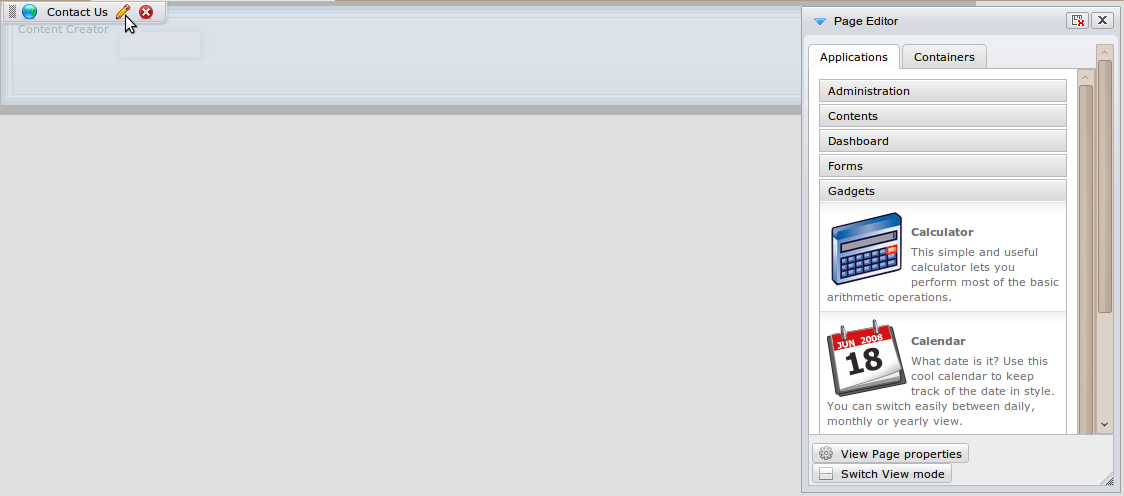 Contact Us
Content Creator
Page Editor
Applications
Containers
Administration
Contents
Dashboard
Forms
Gadgets
Calculator
This simple and useful
calculator lets you
perform most of the basic
arithmetic operations.
JUN 2008
18
Calendar
What date is it? Use this
cool calendar to keep
track of the date in style.
You can switch easily between daily,
monthly or yearly view.
View Page properties
Switch View mode